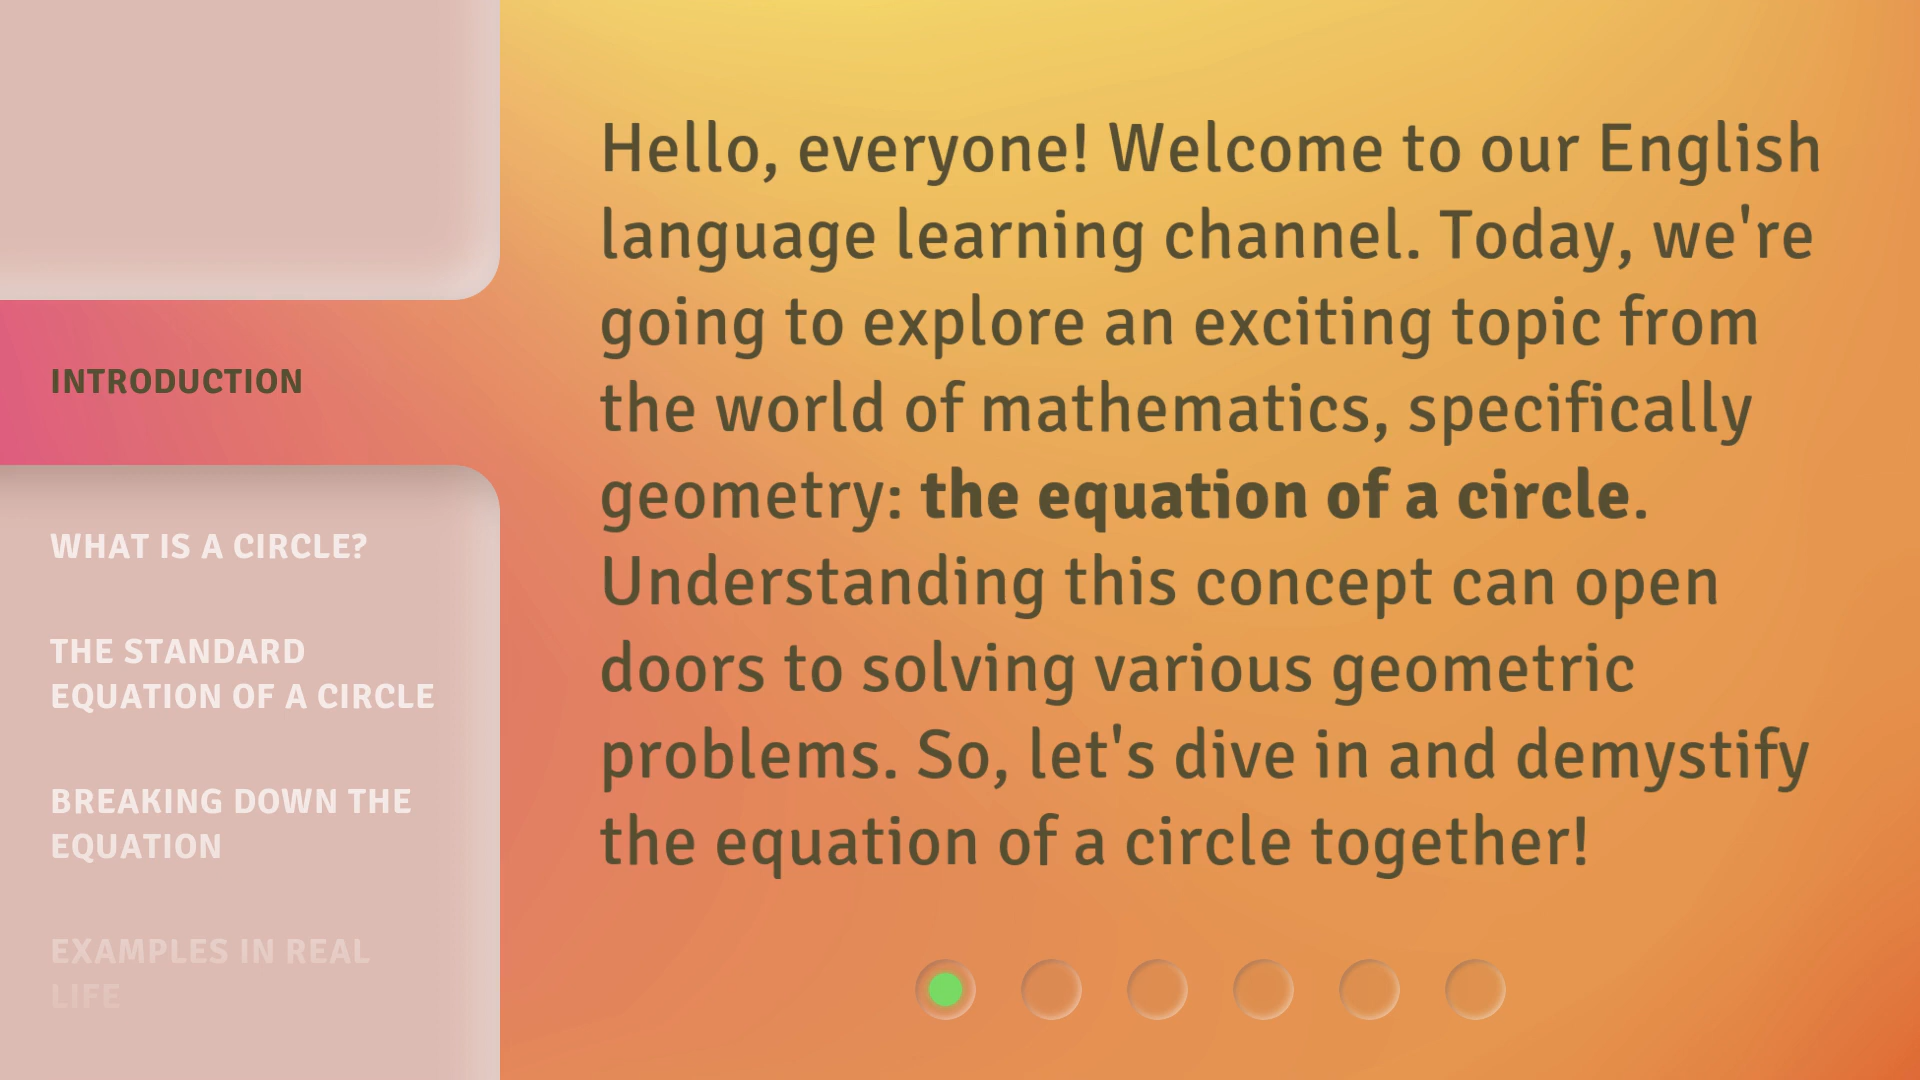 INTRODUCTION
WHAT IS A CIRCLE?
THE STANDARD
EQUATION OF A CIRCLE
BREAKING DOWN THE
EQUATION
EXAMPLES IN REAL
LIFE
Hello, everyone! Welcome to our English
language learning channel. Today, we're
going to explore an exciting topic from
the world of mathematics, specifically
geometry: the equation of a circle.
Understanding this concept can open
doors to solving various geometric
problems. So, let's dive in and demystify
the equation of a circle together!